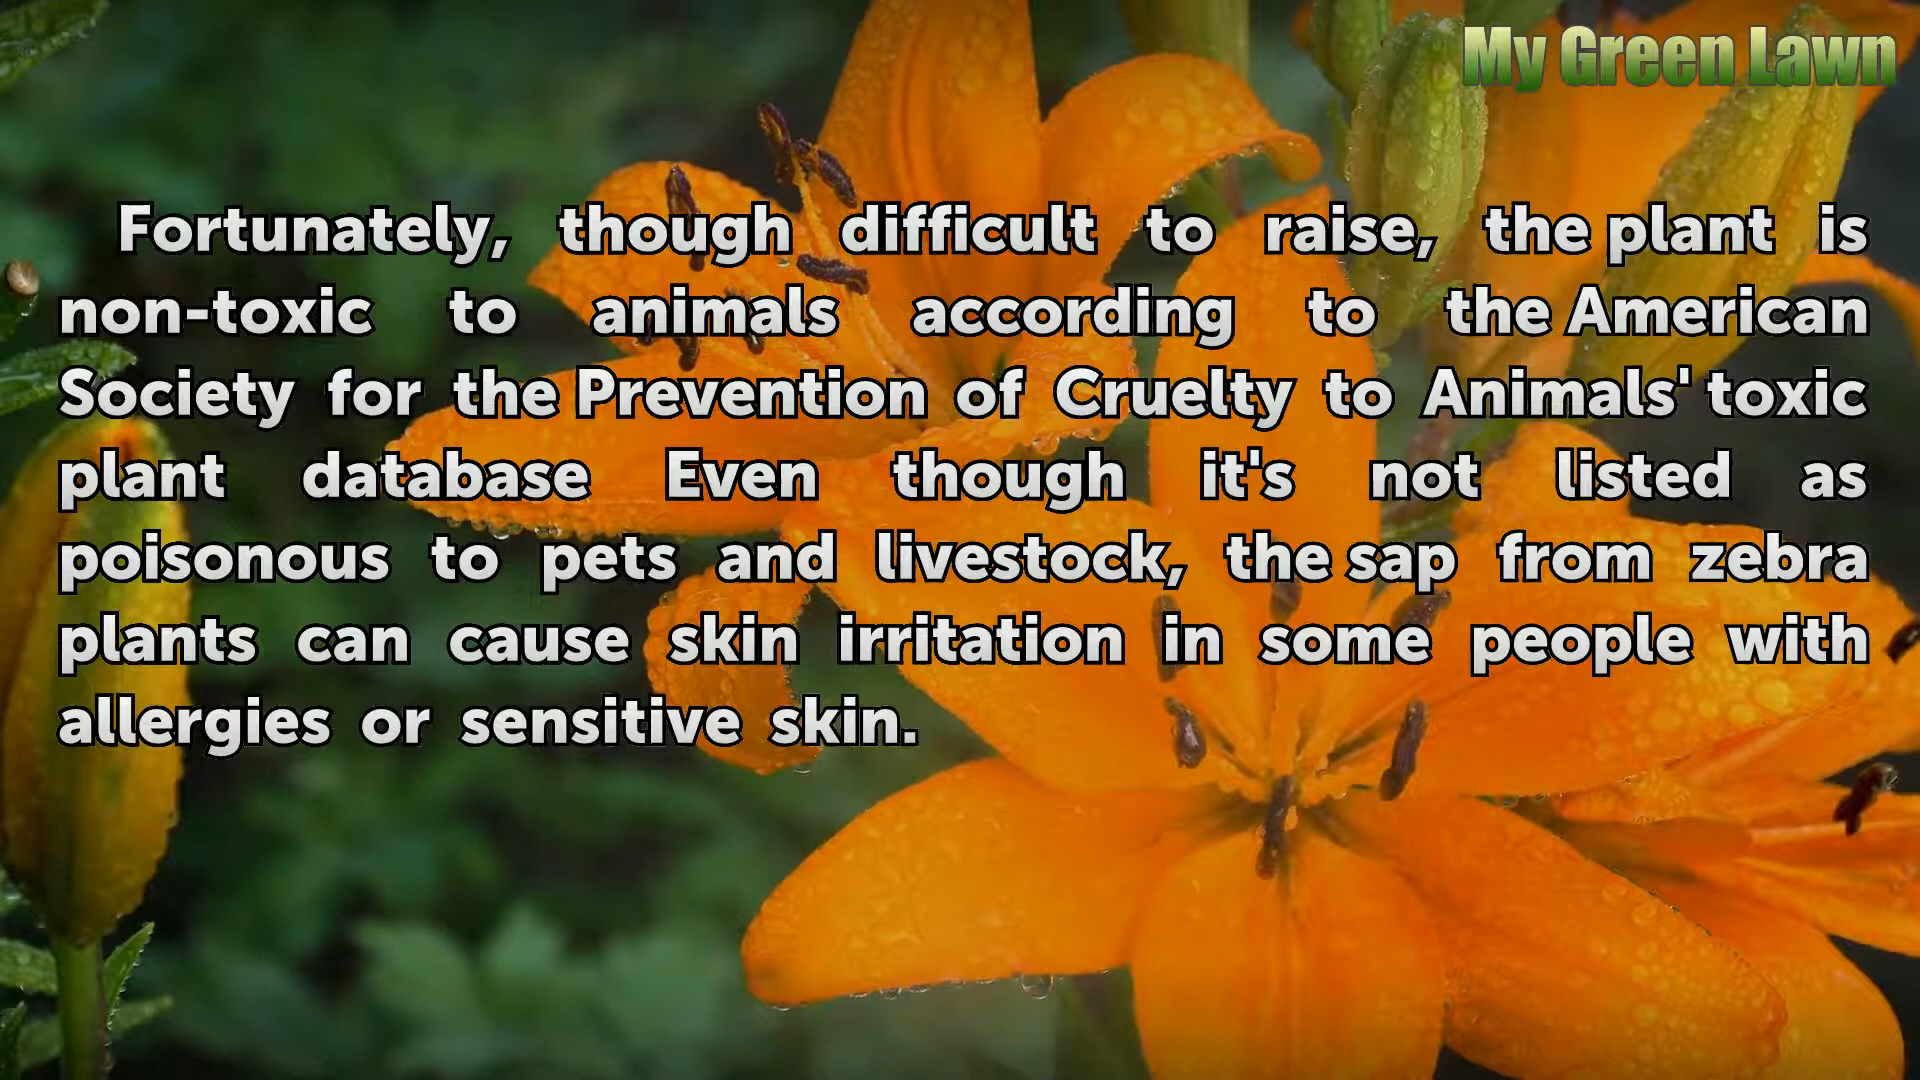 My Green Lawn
Fortunately, though difficult to raise, the plant is
non-toxic to animals according to the American
Society for the Prevention of Cruelty to Animals' toxic
plant database Even though it's not listed as
poisonous to pets and livestock, the sap from zebra
plants can cause skin irritation in some people with
allergies or sensitive skin.